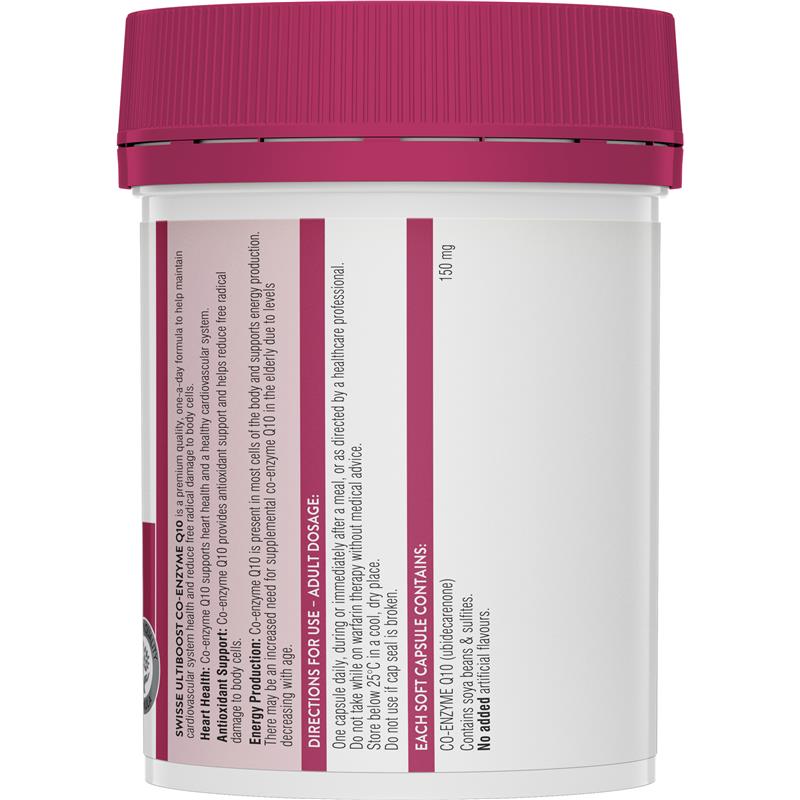 SWISSE ULTIBOOST CO-ENZYME Q10 is a premium quality, one-a-day formula to help maintain
cardiovascular system health and reduce free radical damage to body cells.
Heart Health: Co-enzyme Q10 supports heart health and a healthy cardiovascular system.
Antioxidant Support: Co-enzyme Q10 provides antioxidant support and helps reduce free radical
damage to body cells.
Energy Production: Co-enzyme Q10 is present in most cells of the body and supports energy production.
There may be an increased need for supplemental co-enzyme Q10 in the elderly due to levels
decreasing with age.
DIRECTIONS FOR USE – ADULT DOSAGE:
One capsule daily, during or immediately after a meal, or as directed by a healthcare professional.
Do not take while on warfarin therapy without medical advice.
Store below 25°C in a cool, dry place.
Do not use if cap seal is broken.
EACH SOFT CAPSULE CONTAINS:
CO-ENZYME Q10 (ubidecarenone) 150 mg
Contains soya beans & sulfites.
No added artificial flavours.